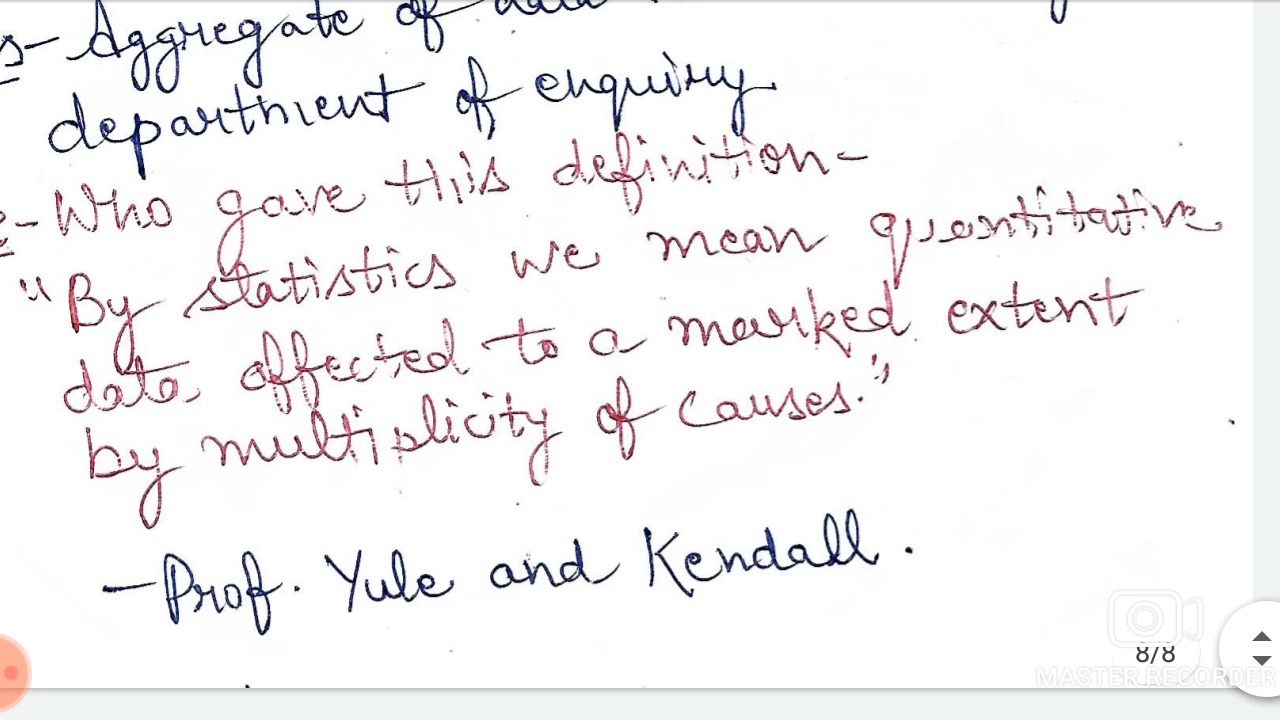 s- Aggregate of data
department of enquiry
- Who gave this definition-
"By statistics we mean quantitative
data affected to a marked extent
by multiplicity of causes."
- Prof. Yule and Kendall.
8/8
MASTER RECORDER